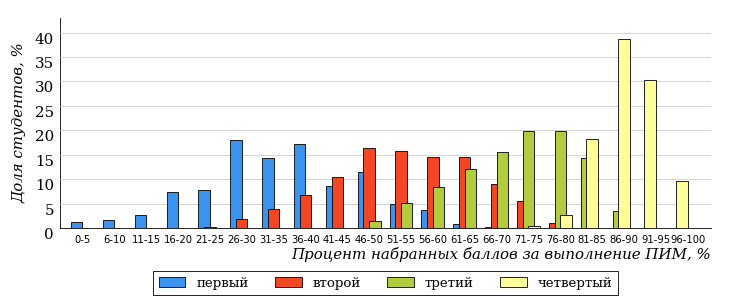 Доля студентов, %
40
35
30
25
20
15
10
5
0
0-5 6-10 11-15 16-20 21-25 26-30 31-35 36-40 41-45 46-50 51-55 56-60 61-65 66-70 71-75 76-80 81-85 86-90 91-95 96-100
Процент набранных баллов за выполнение ПИМ, %
первый второй третий четвертый